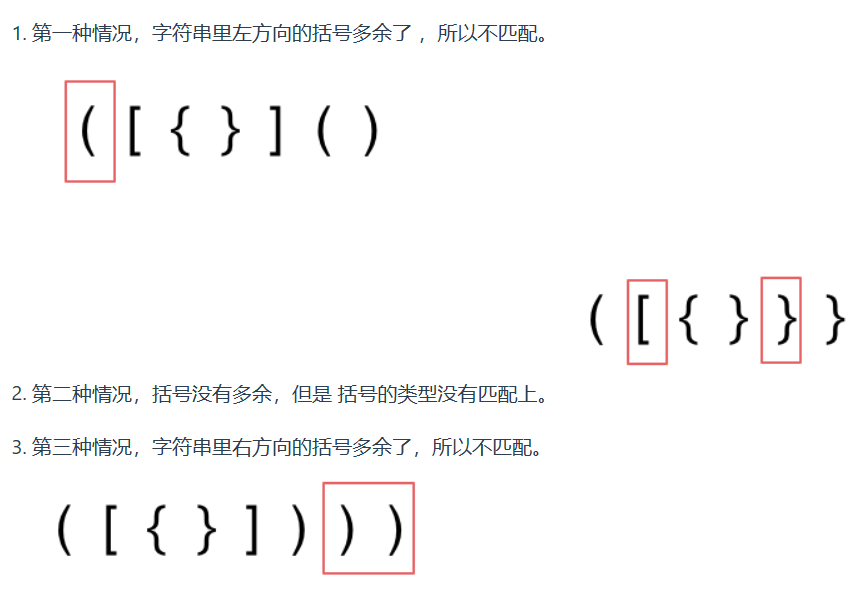 1. 第一种情况，字符串里左方向的括号多余了 ，所以不匹配。
( [ { } ] ( )
( [ { } } }
2. 第二种情况，括号没有多余，但是 括号的类型没有匹配上。
3. 第三种情况，字符串里右方向的括号多余了，所以不匹配。
( [ { } ] ) ) )